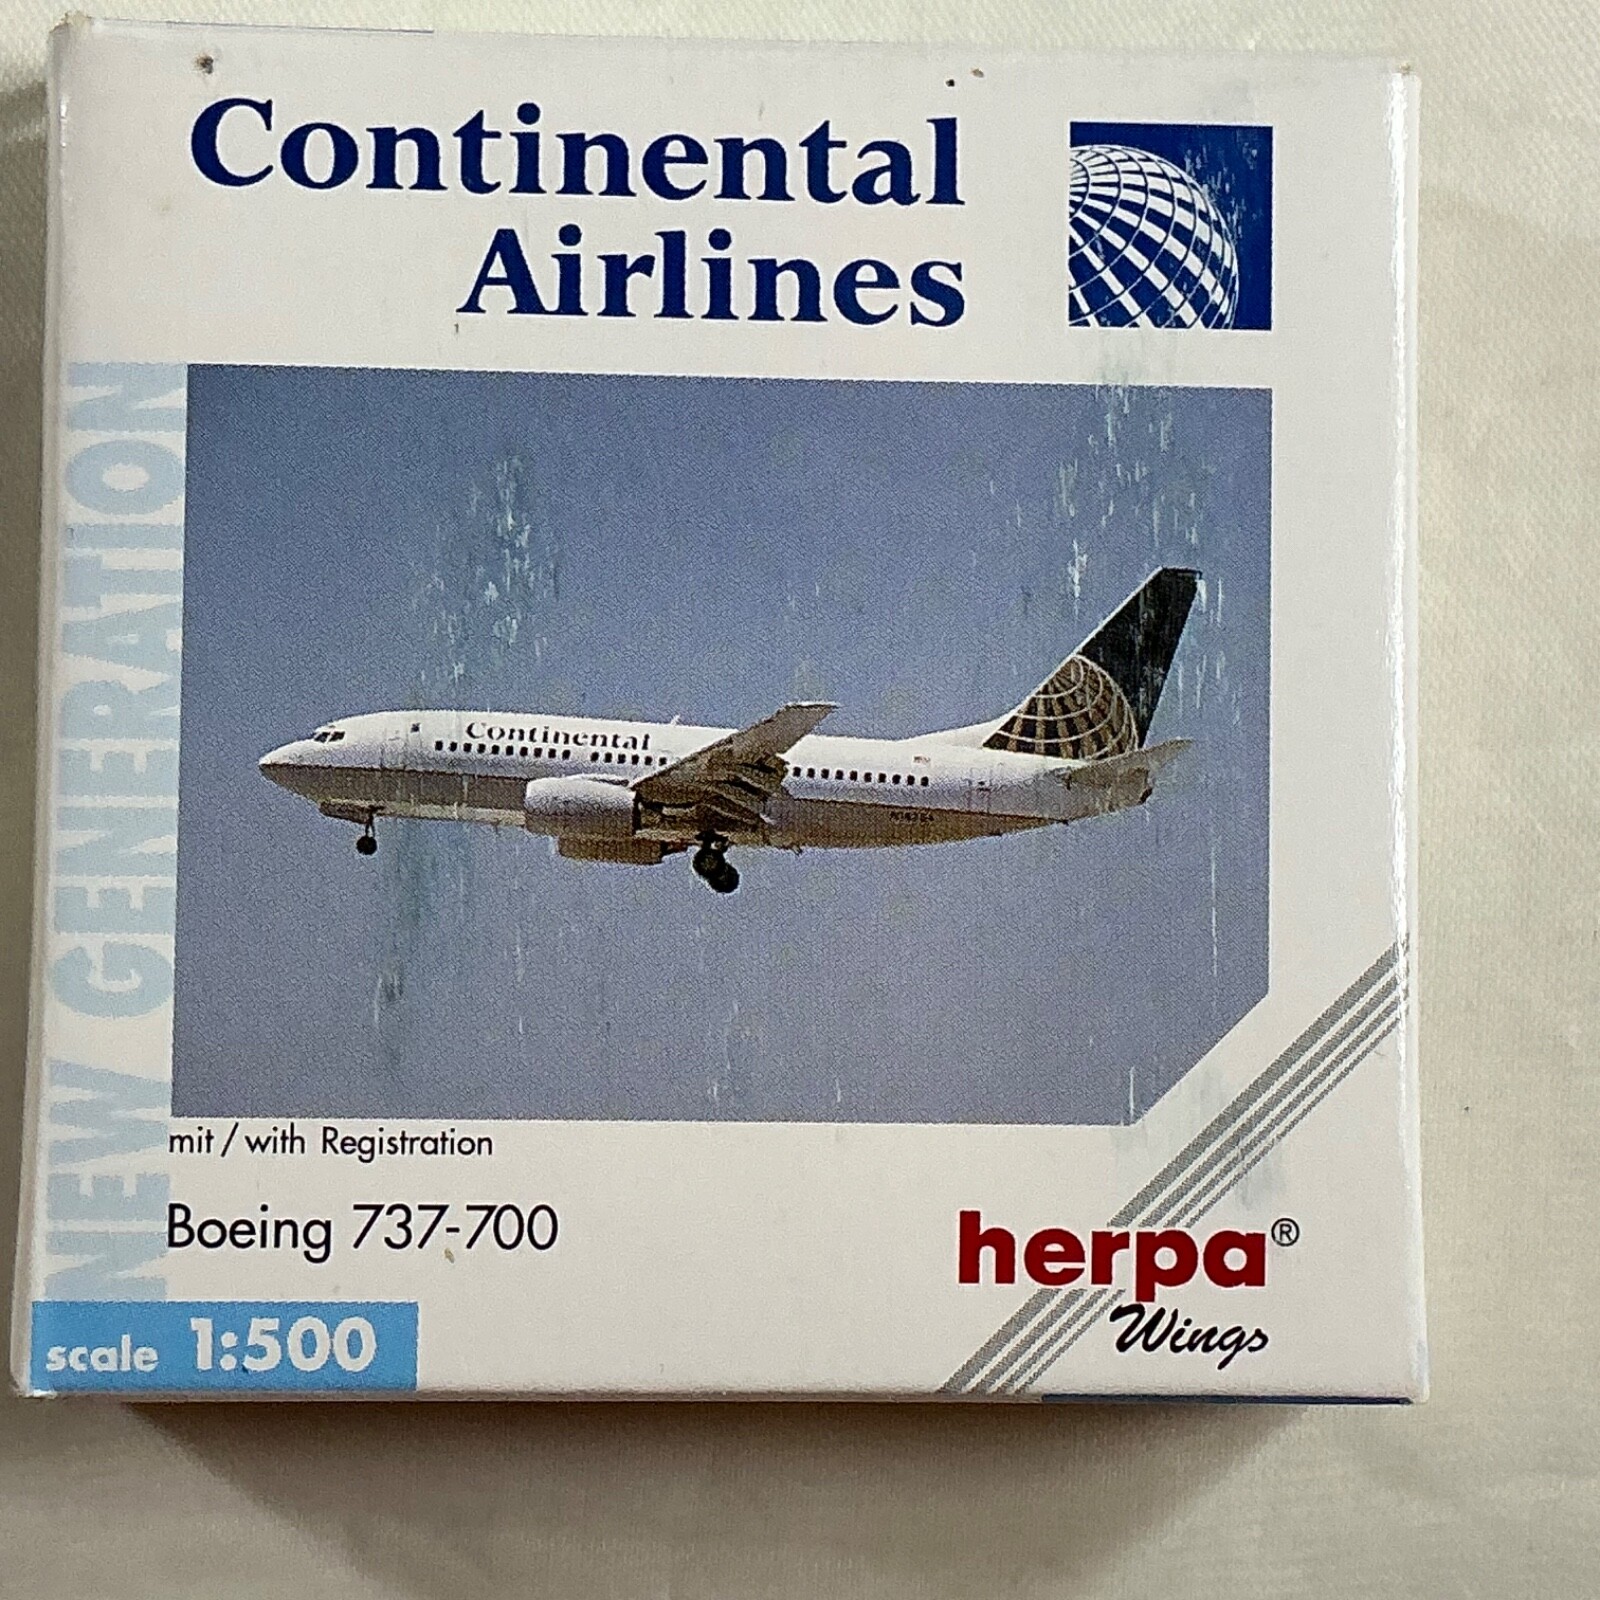 Continental
Airlines
NEW GENERATION
Continental
mit / with Registration
Boeing 737-700
herpa®
Wings
scale 1:500